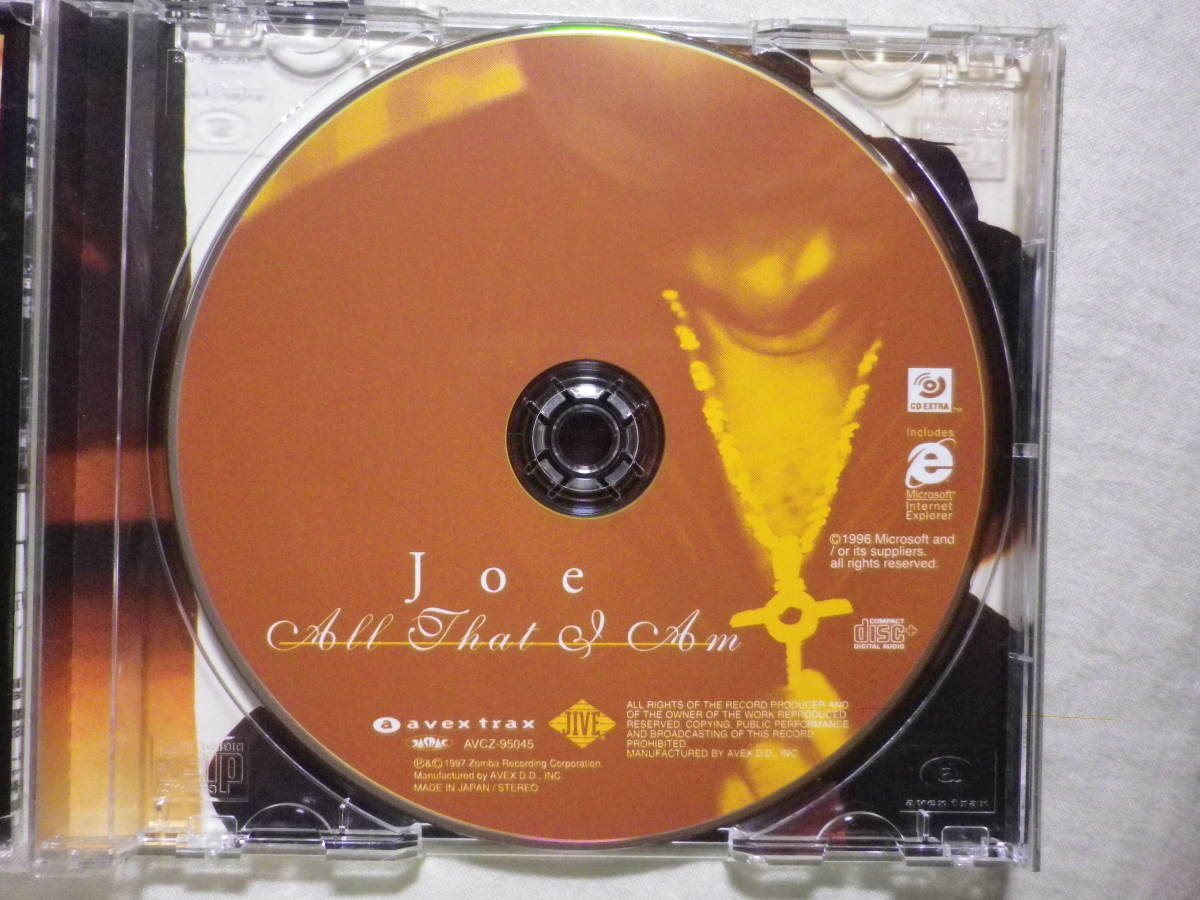 CD EXTRA™
Includes
Microsoft
Internet
Explorer
©1996 Microsoft and
/ or its suppliers.
all rights reserved.
Joe
All That I Am
COMPACT
disc+
DIGITAL AUDIO
a avex trax
JIVE
JASRAC
AVCZ-95045
℗&©1997 Zomba Recording Corporation.
Manufactured by AVEX D.D., INC.
MADE IN JAPAN / STEREO
ALL RIGHTS OF THE RECORD PRODUCER AND
OF THE OWNER OF THE WORK REPRODUCED
RESERVED. COPYING, PUBLIC PERFORMANCE
AND BROADCASTING OF THIS RECORD
PROHIBITED.
MANUFACTURED BY AVEX D.D., INC.
a
avex trax